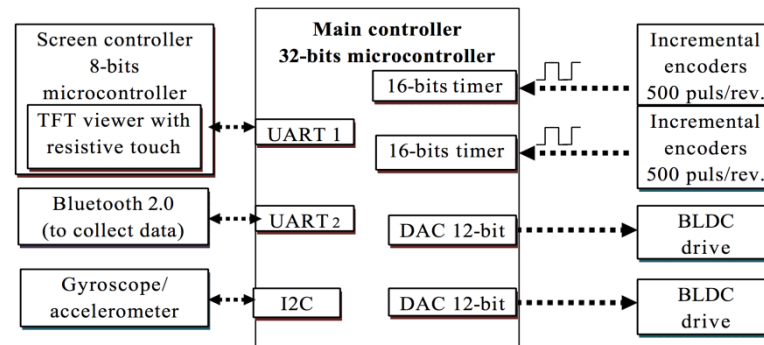 Screen controller
8-bits
microcontroller
TFT viewer with
resistive touch
Bluetooth 2.0
(to collect data)
Gyroscope/
accelerometer
Main controller
32-bits microcontroller
UART 1
UART 2
I2C
16-bits timer
16-bits timer
DAC 12-bit
DAC 12-bit
Incremental
encoders
500 puls/rev.
Incremental
encoders
500 puls/rev.
BLDC
drive
BLDC
drive